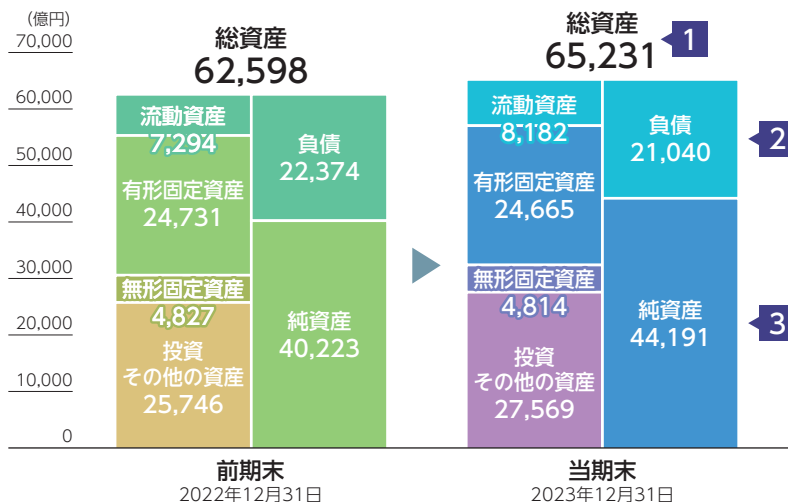 （億円）
70,000
60,000
50,000
40,000
30,000
20,000
10,000
0
総資産
62,598
流動資産
7,294
有形固定資産
24,731
無形固定資産
4,827
投資
その他の資産
25,746
負債
22,374
純資産
40,223
前期末
2022年12月31日
総資産
65,231
1
流動資産
8,182
有形固定資産
24,665
無形固定資産
4,814
投資
その他の資産
27,569
負債
21,040
2
純資産
44,191
3
当期末
2023年12月31日